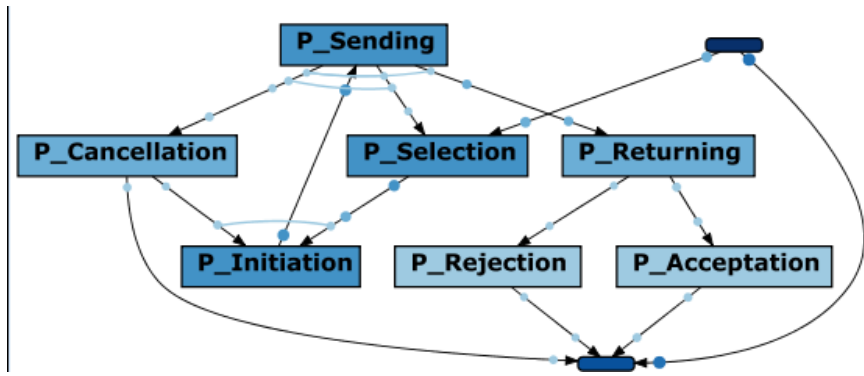 P_Sending
P_Cancellation
P_Selection
P_Returning
P_Initiation
P_Rejection
P_Acceptation